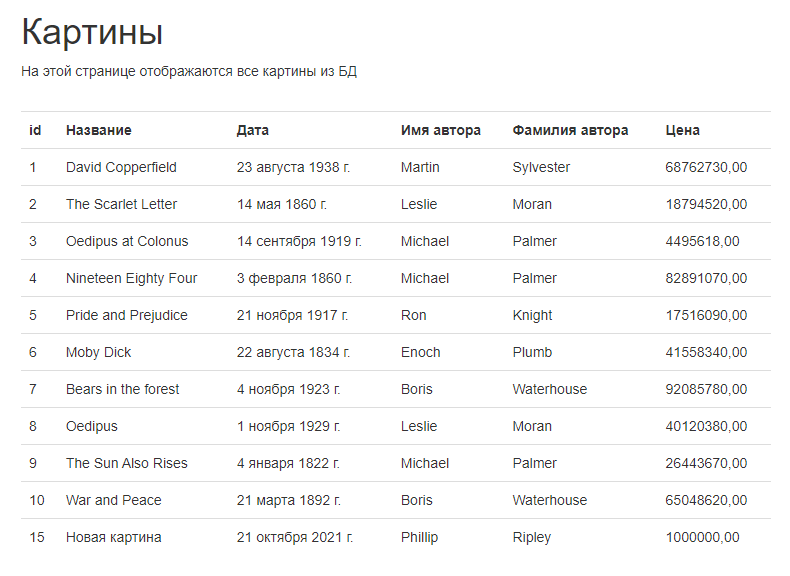 Картины
На этой странице отображаются все картины из БД
id Название Дата Имя автора Фамилия автора Цена
1 David Copperfield 23 августа 1938 г. Martin Sylvester 68762730,00
2 The Scarlet Letter 14 мая 1860 г. Leslie Moran 18794520,00
3 Oedipus at Colonus 14 сентября 1919 г. Michael Palmer 4495618,00
4 Nineteen Eighty Four 3 февраля 1860 г. Michael Palmer 82891070,00
5 Pride and Prejudice 21 ноября 1917 г. Ron Knight 17516090,00
6 Moby Dick 22 августа 1834 г. Enoch Plumb 41558340,00
7 Bears in the forest 4 ноября 1923 г. Boris Waterhouse 92085780,00
8 Oedipus 1 ноября 1929 г. Leslie Moran 40120380,00
9 The Sun Also Rises 4 января 1822 г. Michael Palmer 26443670,00
10 War and Peace 21 марта 1892 г. Boris Waterhouse 65048620,00
15 Новая картина 21 октября 2021 г. Phillip Ripley 1000000,00